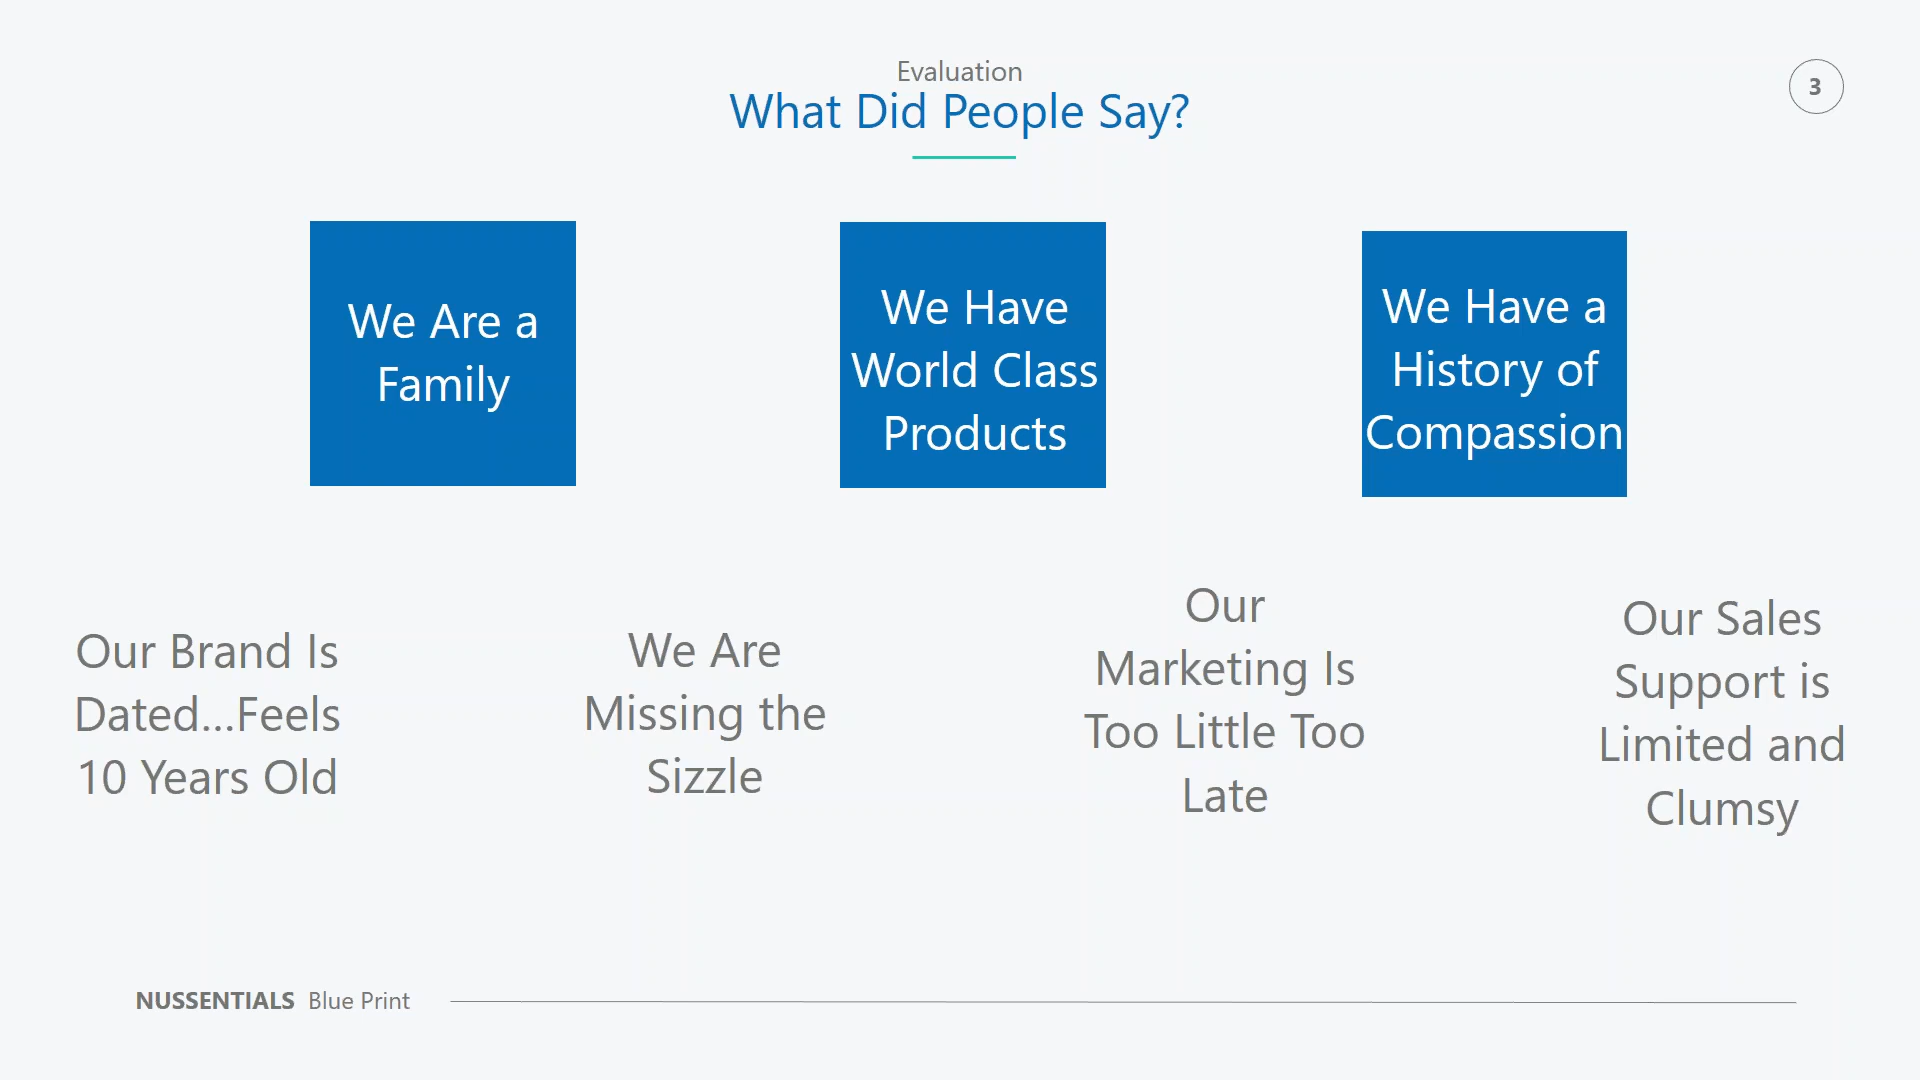 Evaluation
What Did People Say?
3
We Are a
Family
We Have
World Class
Products
We Have a
History of
Compassion
Our Brand Is
Dated...Feels
10 Years Old
We Are
Missing the
Sizzle
Our
Marketing Is
Too Little Too
Late
Our Sales
Support is
Limited and
Clumsy
NUSSENTIALS Blue Print